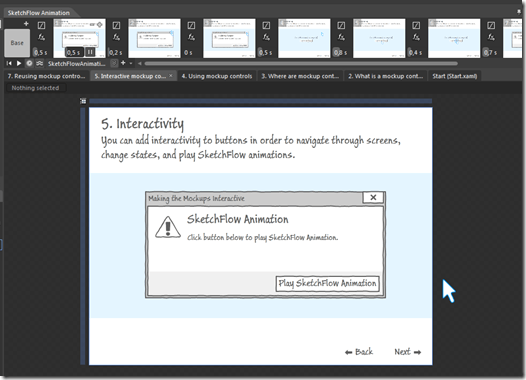 SketchFlow Animation
Base
0,5 s
0,5 s
0,2 s
0 s
0,5 s
0 s
0,4 s
0,5 s
SketchFlowAnimati...
7. Reusing mockup contro...
5. Interactive mockup co...
4. Using mockup controls
3. Where are mockup cont...
2. What is a mockup cont...
Start (Start.xaml)
Nothing selected
5. Interactivity
You can add interactivity to buttons in order to navigate through screens,
change states, and play SketchFlow animations.
Making the Mockups Interactive
SketchFlow Animation
Click button below to play SketchFlow Animation.
Play SketchFlow Animation
Back
Next